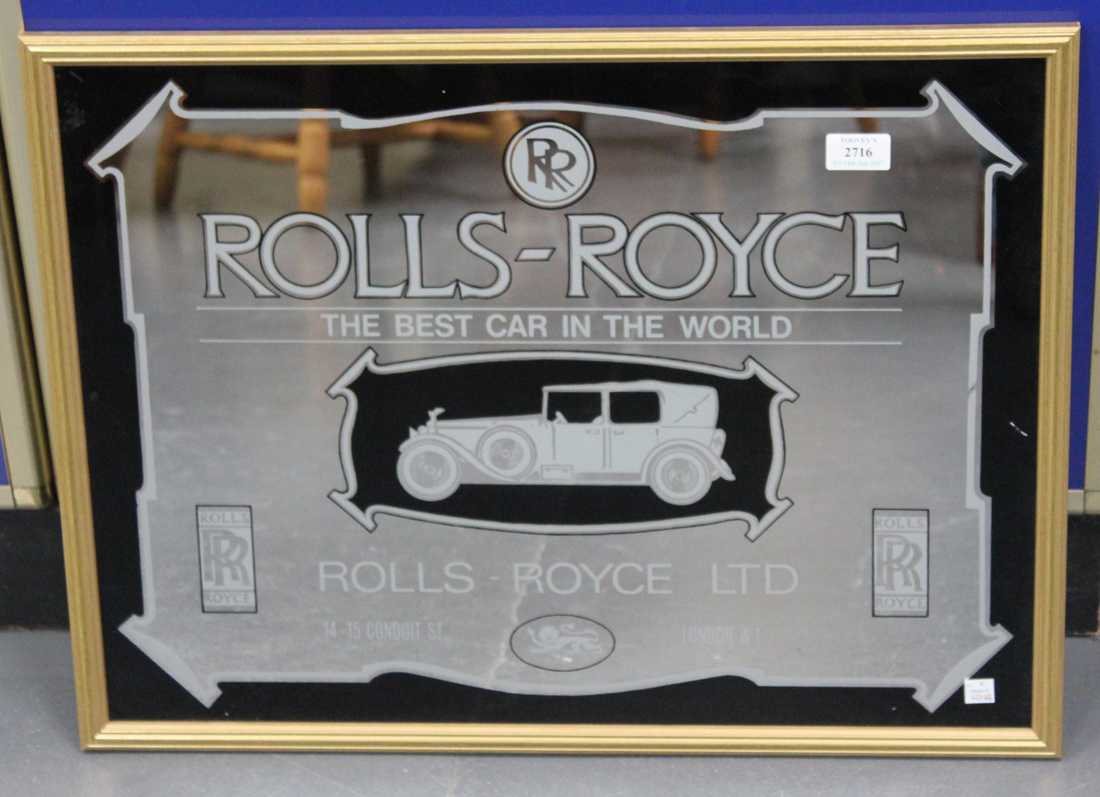 RR
TOOVEY'S
2716
ROLLS-ROYCE
THE BEST CAR IN THE WORLD
ROLLS
RR
ROYCE
ROLLS
RR
ROYCE
ROLLS-ROYCE LTD
14-15 CONDUIT ST.
LONDON W.1